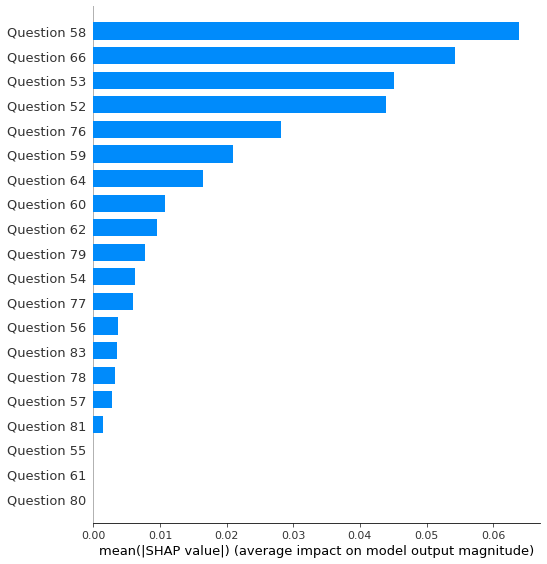 Question 58
Question 66
Question 53
Question 52
Question 76
Question 59
Question 64
Question 60
Question 62
Question 79
Question 54
Question 77
Question 56
Question 83
Question 78
Question 57
Question 81
Question 55
Question 61
Question 80
0.00 0.01 0.02 0.03 0.04 0.05 0.06
mean(|SHAP value|) (average impact on model output magnitude)